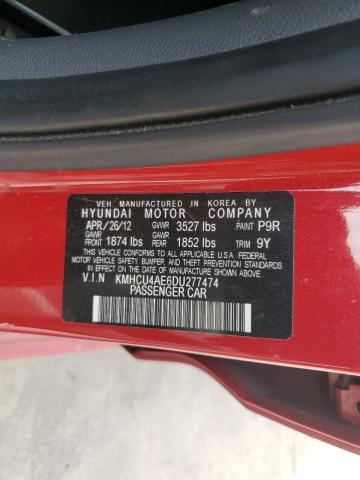 VEH. MANUFACTURED IN KOREA BY
HYUNDAI MOTOR COMPANY
APR/26/12 GVWR 3527 lbs PAINT P9R
GAWR FRONT 1874 lbs GAWR REAR 1852 lbs TRIM 9Y
THIS VEHICLE CONFORMS TO ALL APPLICABLE FEDERAL
MOTOR VEHICLE SAFETY, BUMPER, AND THEFT PREVENTION
STANDARDS IN EFFECT ON THE DATE OF MANUFACTURE SHOWN ABOVE.
V.I.N KMHCU4AE6DU277474
PASSENGER CAR